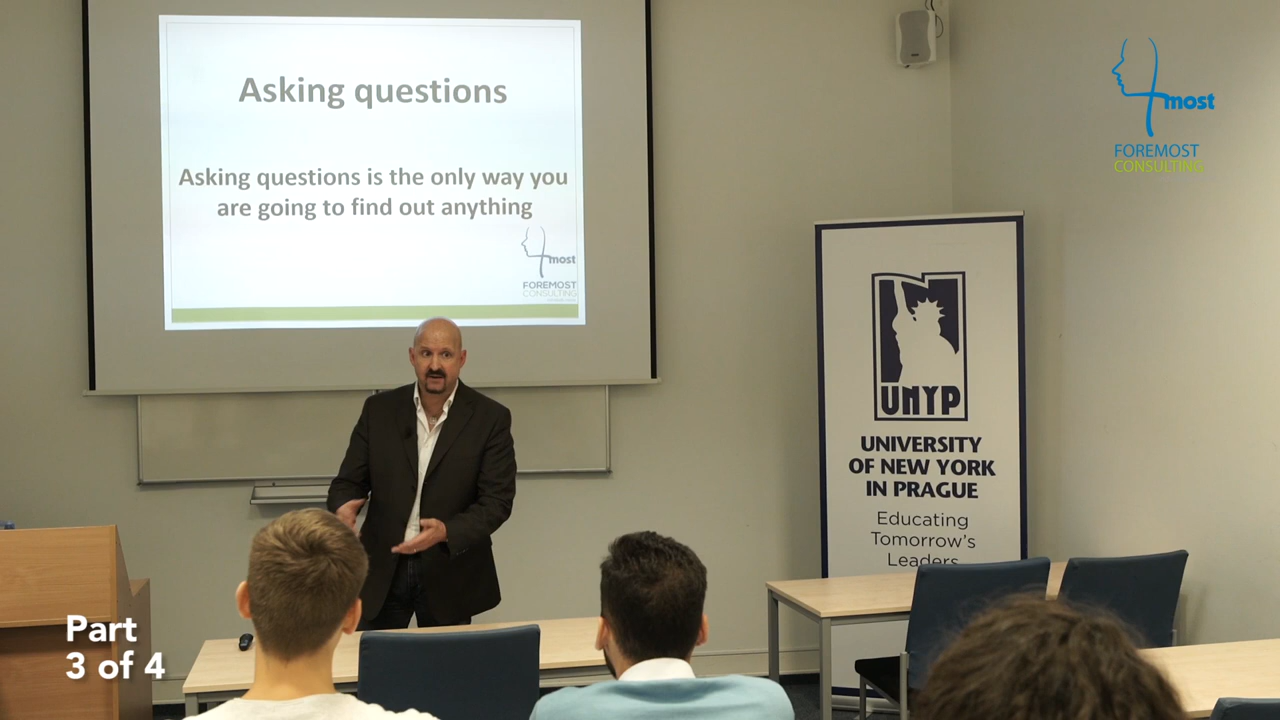 Asking questions
Asking questions is the only way you
are going to find out anything
most
FOREMOST
CONSULTING
most
FOREMOST
CONSULTING
UNYP
UNIVERSITY
OF NEW YORK
IN PRAGUE
Educating
Tomorrow's
Leaders
Part
3 of 4